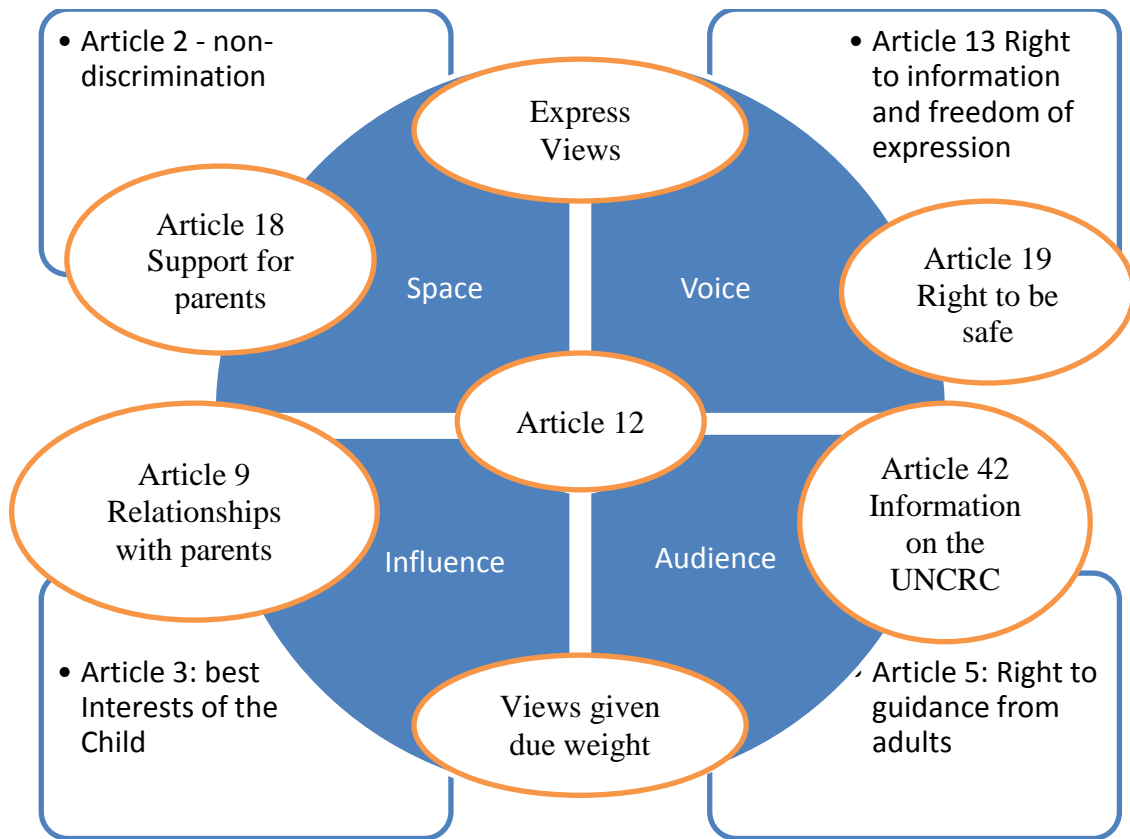 • Article 2 - non-
discrimination
Express
Views
• Article 13 Right
to information
and freedom of
expression
Article 18
Support for
parents
Space
Voice
Article 19
Right to be
safe
Article 12
Article 9
Relationships
with parents
Influence
Audience
Article 42
Information
on the
UNCRC
• Article 3: best
Interests of the
Child
Views given
due weight
• Article 5: Right to
guidance from
adults